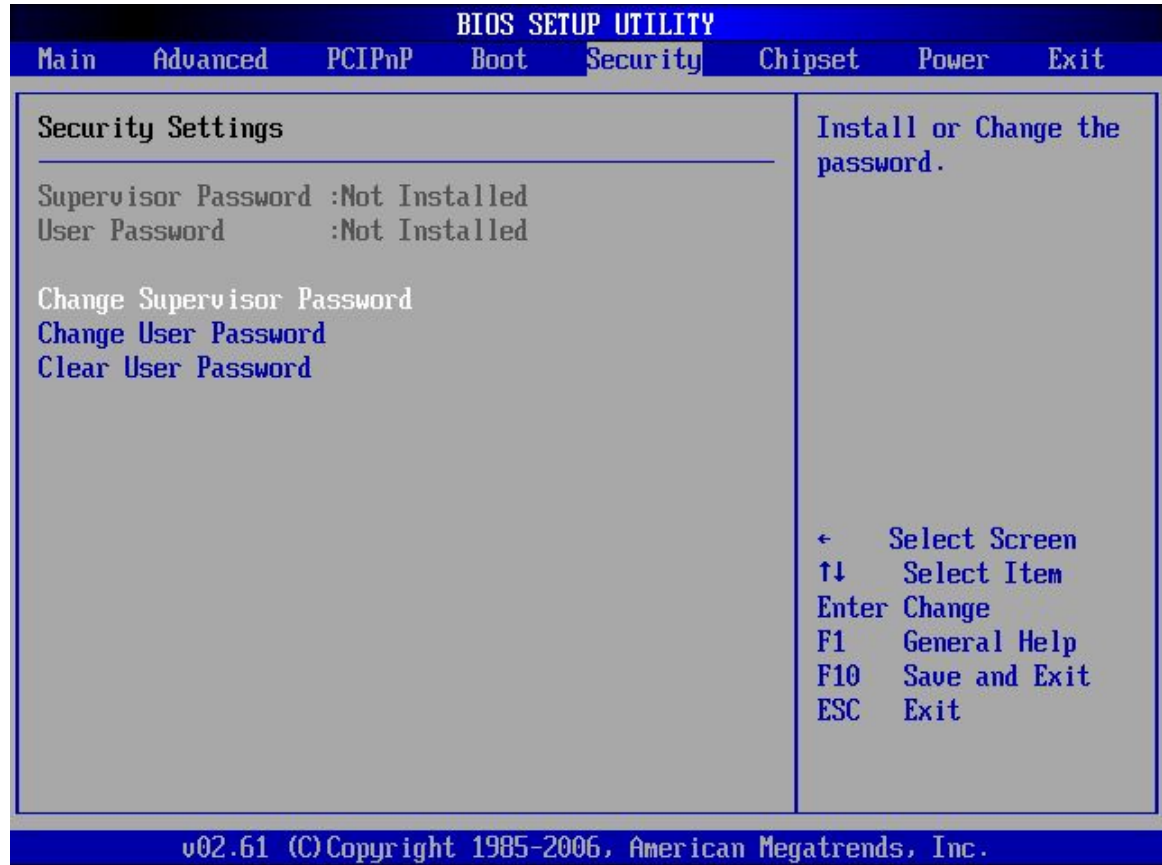 BIOS SETUP UTILITY
Main Advanced PCIPnP Boot Security Chipset Power Exit
Security Settings
Supervisor Password :Not Installed
User Password :Not Installed
Change Supervisor Password
Change User Password
Clear User Password
Install or Change the
password.
← Select Screen
↑↓ Select Item
Enter Change
F1 General Help
F10 Save and Exit
ESC Exit
v02.61 (C)Copyright 1985-2006, American Megatrends, Inc.